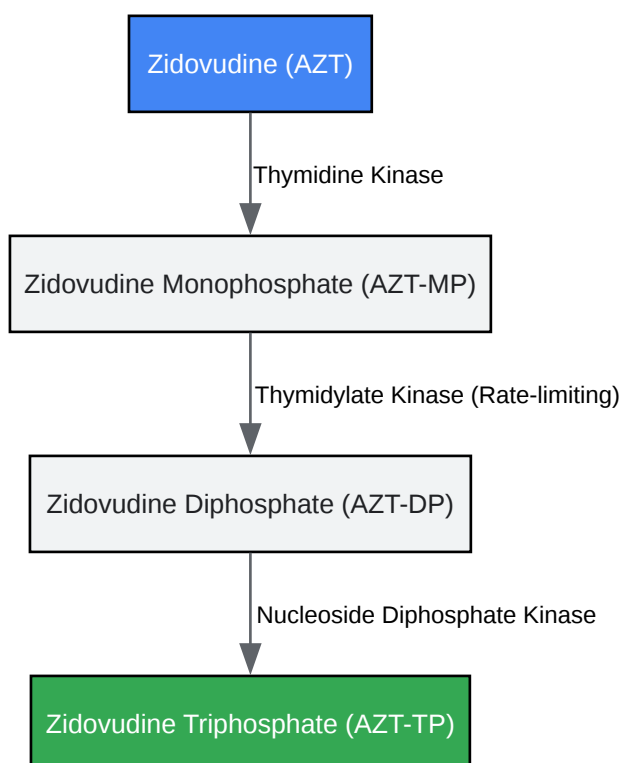 Zidovudine (AZT)
Thymidine Kinase
Zidovudine Monophosphate (AZT-MP)
Thymidylate Kinase (Rate-limiting)
Zidovudine Diphosphate (AZT-DP)
Nucleoside Diphosphate Kinase
Zidovudine Triphosphate (AZT-TP)